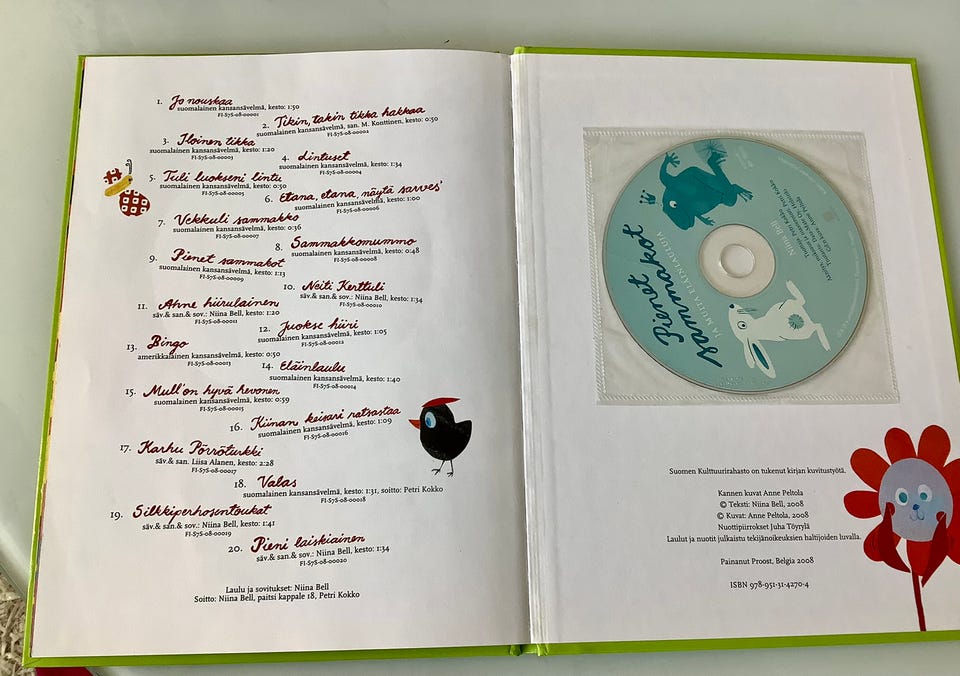 1. Jo nouskaa
suomalainen kansansävelmä, kesto: 1:50
FI-S7S-08-00001
2. Tikin, takin tikka hakkaa
suomalainen kansansävelmä, san. M. Konttinen, kesto: 0:50
FI-S7S-08-00002
3. Iloinen tikka
suomalainen kansansävelmä, kesto: 1:20
FI-S7S-08-00003
4. Lintuset
suomalainen kansansävelmä, kesto: 1:34
FI-S7S-08-00004
5. Tuli luokseni lintu
suomalainen kansansävelmä, kesto: 0:50
FI-S7S-08-00005
6. Etana, etana, näytä sarves'
suomalainen kansansävelmä, kesto: 1:00
FI-S7S-08-00006
7. Vekkuli sammakko
suomalainen kansansävelmä, kesto: 0:36
FI-S7S-08-00007
8. Sammakkomummo
suomalainen kansansävelmä, kesto: 0:48
FI-S7S-08-00008
9. Pienet sammakot
suomalainen kansansävelmä, kesto: 1:13
FI-S7S-08-00009
10. Neiti Kerttuli
säv.& san.& sov.: Niina Bell, kesto: 1:34
FI-S7S-08-00010
11. Ahne hiirulainen
säv.& san.& sov.: Niina Bell, kesto: 1:20
FI-S7S-08-00011
12. Juokse hiiri
suomalainen kansansävelmä, kesto: 1:05
FI-S7S-08-00012
13. Bingo
amerikkalainen kansansävelmä, kesto: 0:50
FI-S7S-08-00013
14. Eläinlaulu
suomalainen kansansävelmä, kesto: 1:40
FI-S7S-08-00014
15. Mull'on hyvä hevonen
suomalainen kansansävelmä, kesto: 0:59
FI-S7S-08-00015
16. Kiinan keisari ratsastaa
suomalainen kansansävelmä, kesto: 1:09
FI-S7S-08-00016
17. Karhu Pörröturkki
säv.& san. Liisa Alanen, kesto: 2:28
FI-S7S-08-00017
18. Valas
suomalainen kansansävelmä, kesto: 1:31, soitto: Petri Kokko
FI-S7S-08-00018
19. Silkkiperhosentoukat
säv.& san.& sov.: Niina Bell, kesto: 1:41
FI-S7S-08-00019
20. Pieni laiskiainen
säv.& san.& sov.: Niina Bell, kesto: 1:34
FI-S7S-08-00020
Laulu ja sovitukset: Niina Bell
Soitto: Niina Bell, paitsi kappale 18, Petri Kokko
Pienet
sammakot
JA MUITA ELÄINLAULUJA
Niina Bell
Suomen Kulttuurirahasto on tukenut kirjan kuvitustyötä.
Kannen kuvat Anne Peltola
© Teksti: Niina Bell, 2008
© Kuvat: Anne Peltola, 2008
Nuottipiirrokset Juha Töyrylä
Laulut ja nuotit julkaistu tekijänoikeuksien haltijoiden luvalla.
Painanut Proost, Belgia 2008
ISBN 978-951-31-4270-4